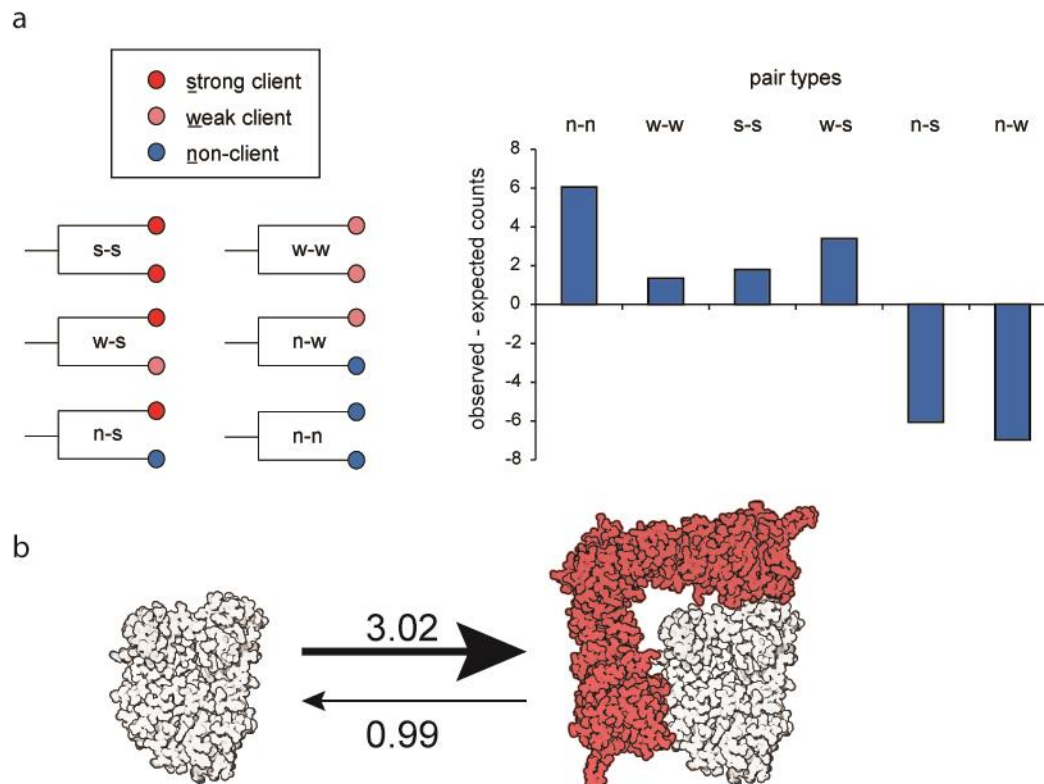 a
strong client
weak client
non-client
s-s
w-w
w-s
n-w
n-s
n-n
pair types
n-n w-w s-s w-s n-s n-w
observed - expected counts
8
6
4
2
0
-2
-4
-6
-8
b
3.02
0.99